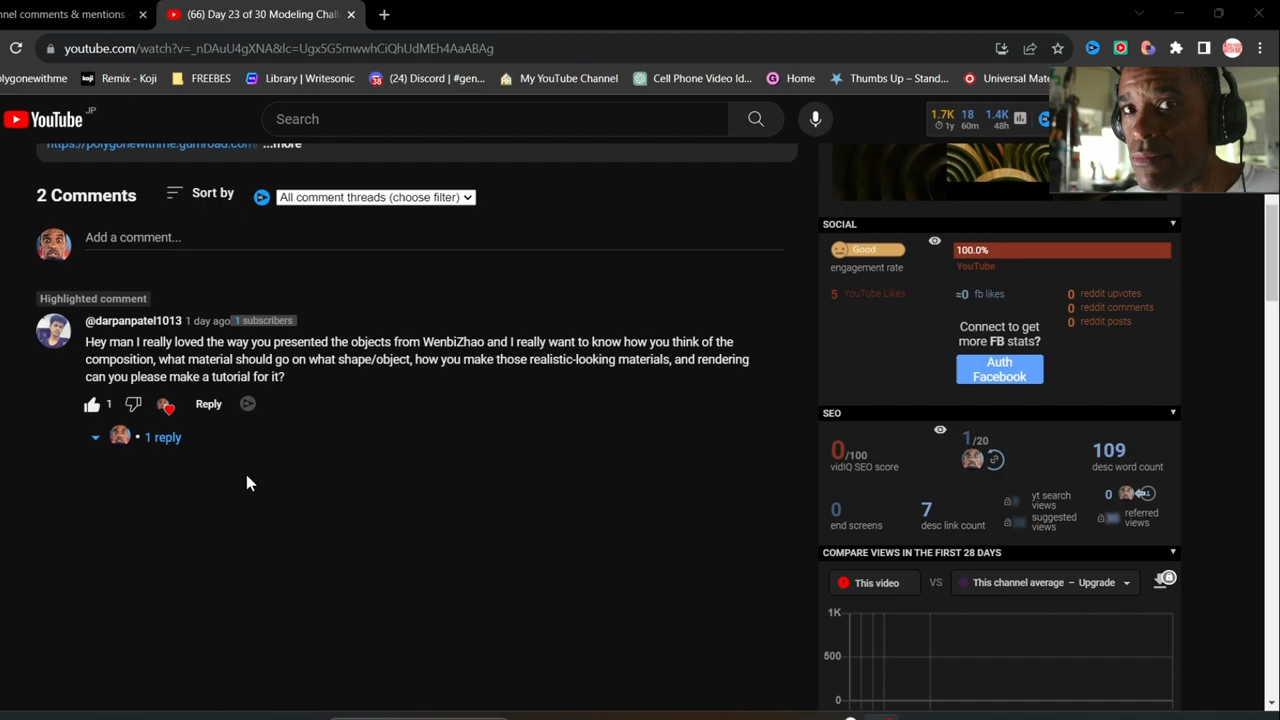 nnel comments & mentions
(66) Day 23 of 30 Modeling Chal
youtube.com/watch?v=_nDAuU4gXNA&lc=Ugx5G5mwwhCiQhUdMEh4AaABAg
olygonewithme
koji Remix - Koji
FREEBES
Library | Writesonic
38 (24) Discord | #gen...
My YouTube Channel
Cell Phone Video Id...
Home
Thumbs Up – Stand...
Universal Mate
YouTube JP
Search
1.7K 18 1.4K
1y 60m 48h
https://polygonewithme.gumroad.com/ ...more
2 Comments
Sort by
All comment threads (choose filter)
Add a comment...
Highlighted comment
@darpanpatel1013 1 day ago 1 subscribers
Hey man I really loved the way you presented the objects from WenbiZhao and I really want to know how you think of the
composition, what material should go on what shape/object, how you make those realistic-looking materials, and rendering
can you please make a tutorial for it?
1 Reply
1 reply
SOCIAL
Good
engagement rate
100.0%
YouTube
5 YouTube Likes
≈0 fb likes
0 reddit upvotes
0 reddit comments
0 reddit posts
Connect to get
more FB stats?
Auth
Facebook
SEO
0/100
vidIQ SEO score
1/20
109
desc word count
0
end screens
7
desc link count
yt search
views
suggested
views
0
referred
views
COMPARE VIEWS IN THE FIRST 28 DAYS
This video
VS
This channel average – Upgrade
1K
500
0